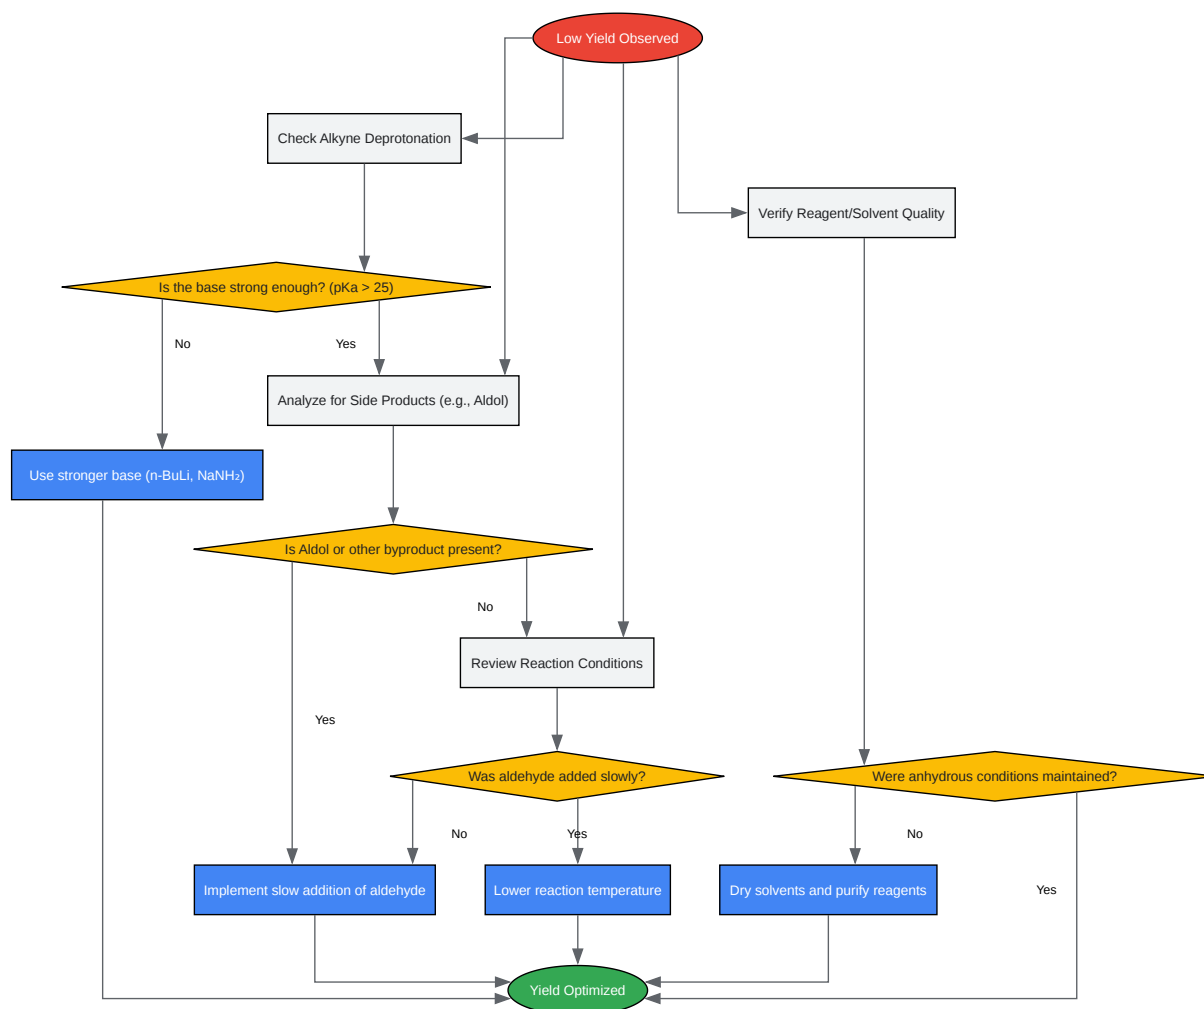 Low Yield Observed
Check Alkyne Deprotonation
Verify Reagent/Solvent Quality
Is the base strong enough? (pKa > 25)
No
Yes
Analyze for Side Products (e.g., Aldol)
Use stronger base (n-BuLi, NaNH₂)
Is Aldol or other byproduct present?
No
Review Reaction Conditions
Yes
Was aldehyde added slowly?
Were anhydrous conditions maintained?
No
Yes
No
Implement slow addition of aldehyde
Lower reaction temperature
Dry solvents and purify reagents
Yes
Yield Optimized